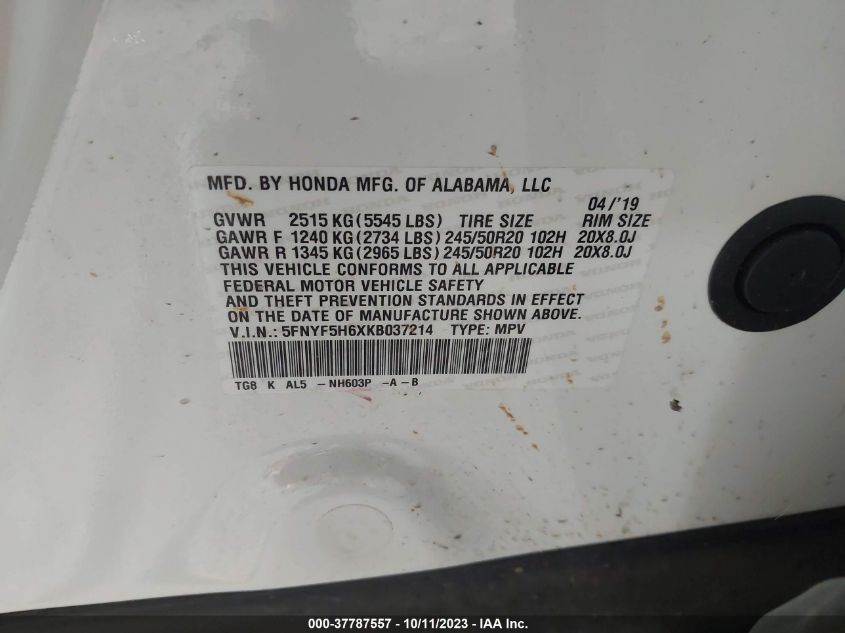 MFD. BY HONDA MFG. OF ALABAMA, LLC
04/'19
GVWR 2515 KG (5545 LBS) TIRE SIZE RIM SIZE
GAWR F 1240 KG (2734 LBS) 245/50R20 102H 20X8.0J
GAWR R 1345 KG (2965 LBS) 245/50R20 102H 20X8.0J
THIS VEHICLE CONFORMS TO ALL APPLICABLE
FEDERAL MOTOR VEHICLE SAFETY
AND THEFT PREVENTION STANDARDS IN EFFECT
ON THE DATE OF MANUFACTURE SHOWN ABOVE.
V.I.N.: 5FNYF5H6XKB037214 TYPE: MPV
TG8 K AL5 -NH603P -A-B
000-37787557 - 10/11/2023 - IAA Inc.